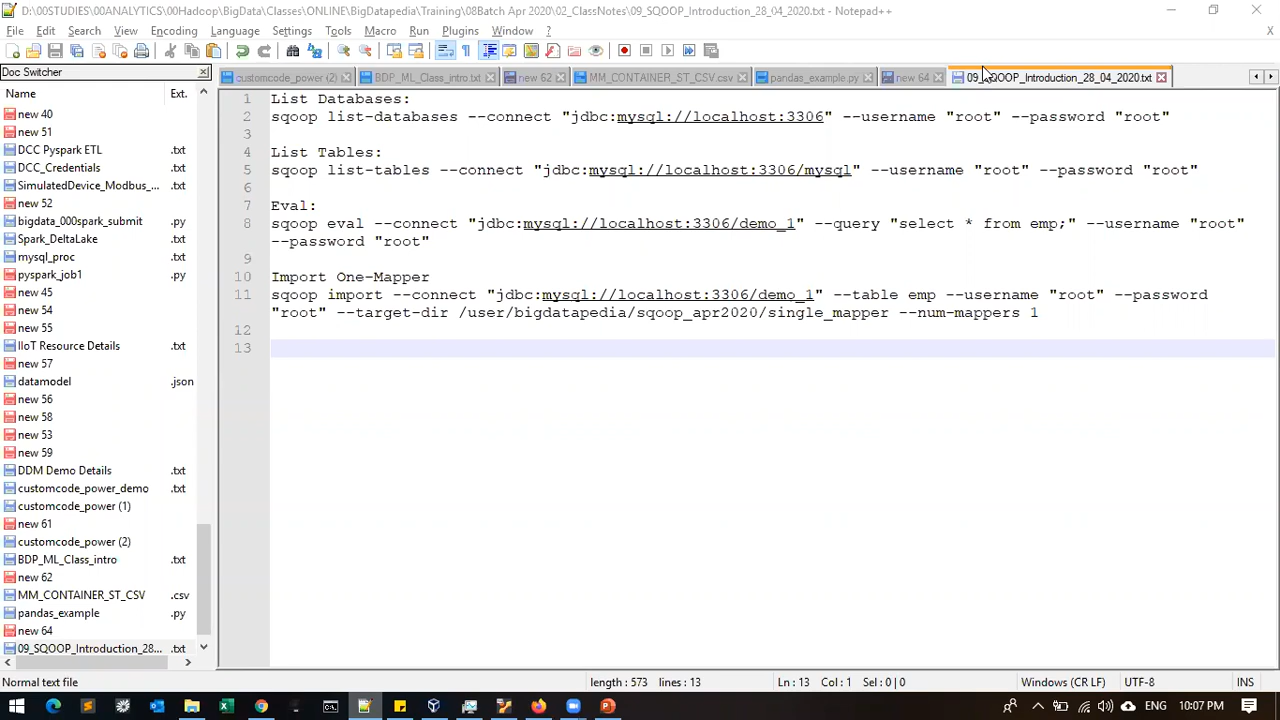 D:\00STUDIES\00ANALYTICS\00Hadoop\BigData\Classes\ONLINE\BigDatapedia\Training\08Batch Apr 2020\02_ClassNotes\09_SQOOP_Introduction_28_04_2020.txt - Notepad++
File Edit Search View Encoding Language Settings Tools Macro Run Plugins Window ? X
Doc Switcher
customcode_power (2) BDP_ML_Class_intro.txt new 62 MM_CONTAINER_ST_CSV.csv pandas_example.py new 64 09_SQOOP_Introduction_28_04_2020.txt
Name Ext.
new 40
new 51
DCC Pyspark ETL .txt
DCC_Credentials .txt
SimulatedDevice_Modbus_... .txt
new 52
bigdata_000spark_submit .py
Spark_DeltaLake .txt
mysql_proc .txt
pyspark_job1 .py
new 45
new 54
new 55
IIoT Resource Details .txt
new 57
datamodel .json
new 56
new 58
new 53
new 59
DDM Demo Details .txt
customcode_power_demo .txt
customcode_power (1)
new 61
customcode_power (2)
BDP_ML_Class_intro .txt
new 62
MM_CONTAINER_ST_CSV .csv
pandas_example .py
new 64
09_SQOOP_Introduction_28... .txt
1 List Databases:
2 sqoop list-databases --connect "jdbc:mysql://localhost:3306" --username "root" --password "root"
3
4 List Tables:
5 sqoop list-tables --connect "jdbc:mysql://localhost:3306/mysql" --username "root" --password "root"
6
7 Eval:
8 sqoop eval --connect "jdbc:mysql://localhost:3306/demo_1" --query "select * from emp;" --username "root"
--password "root"
9
10 Import One-Mapper
11 sqoop import --connect "jdbc:mysql://localhost:3306/demo_1" --table emp --username "root" --password
"root" --target-dir /user/bigdatapedia/sqoop_apr2020/single_mapper --num-mappers 1
12
13
Normal text file length : 573 lines : 13 Ln : 13 Col : 1 Sel : 0 | 0 Windows (CR LF) UTF-8 INS
10:07 PM